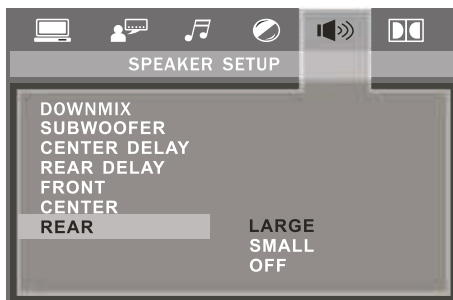 SPEAKER SETUP
DOWNMIX
SUBWOOFER
CENTER DELAY
REAR DELAY
FRONT
CENTER
REAR LARGE
SMALL
OFF